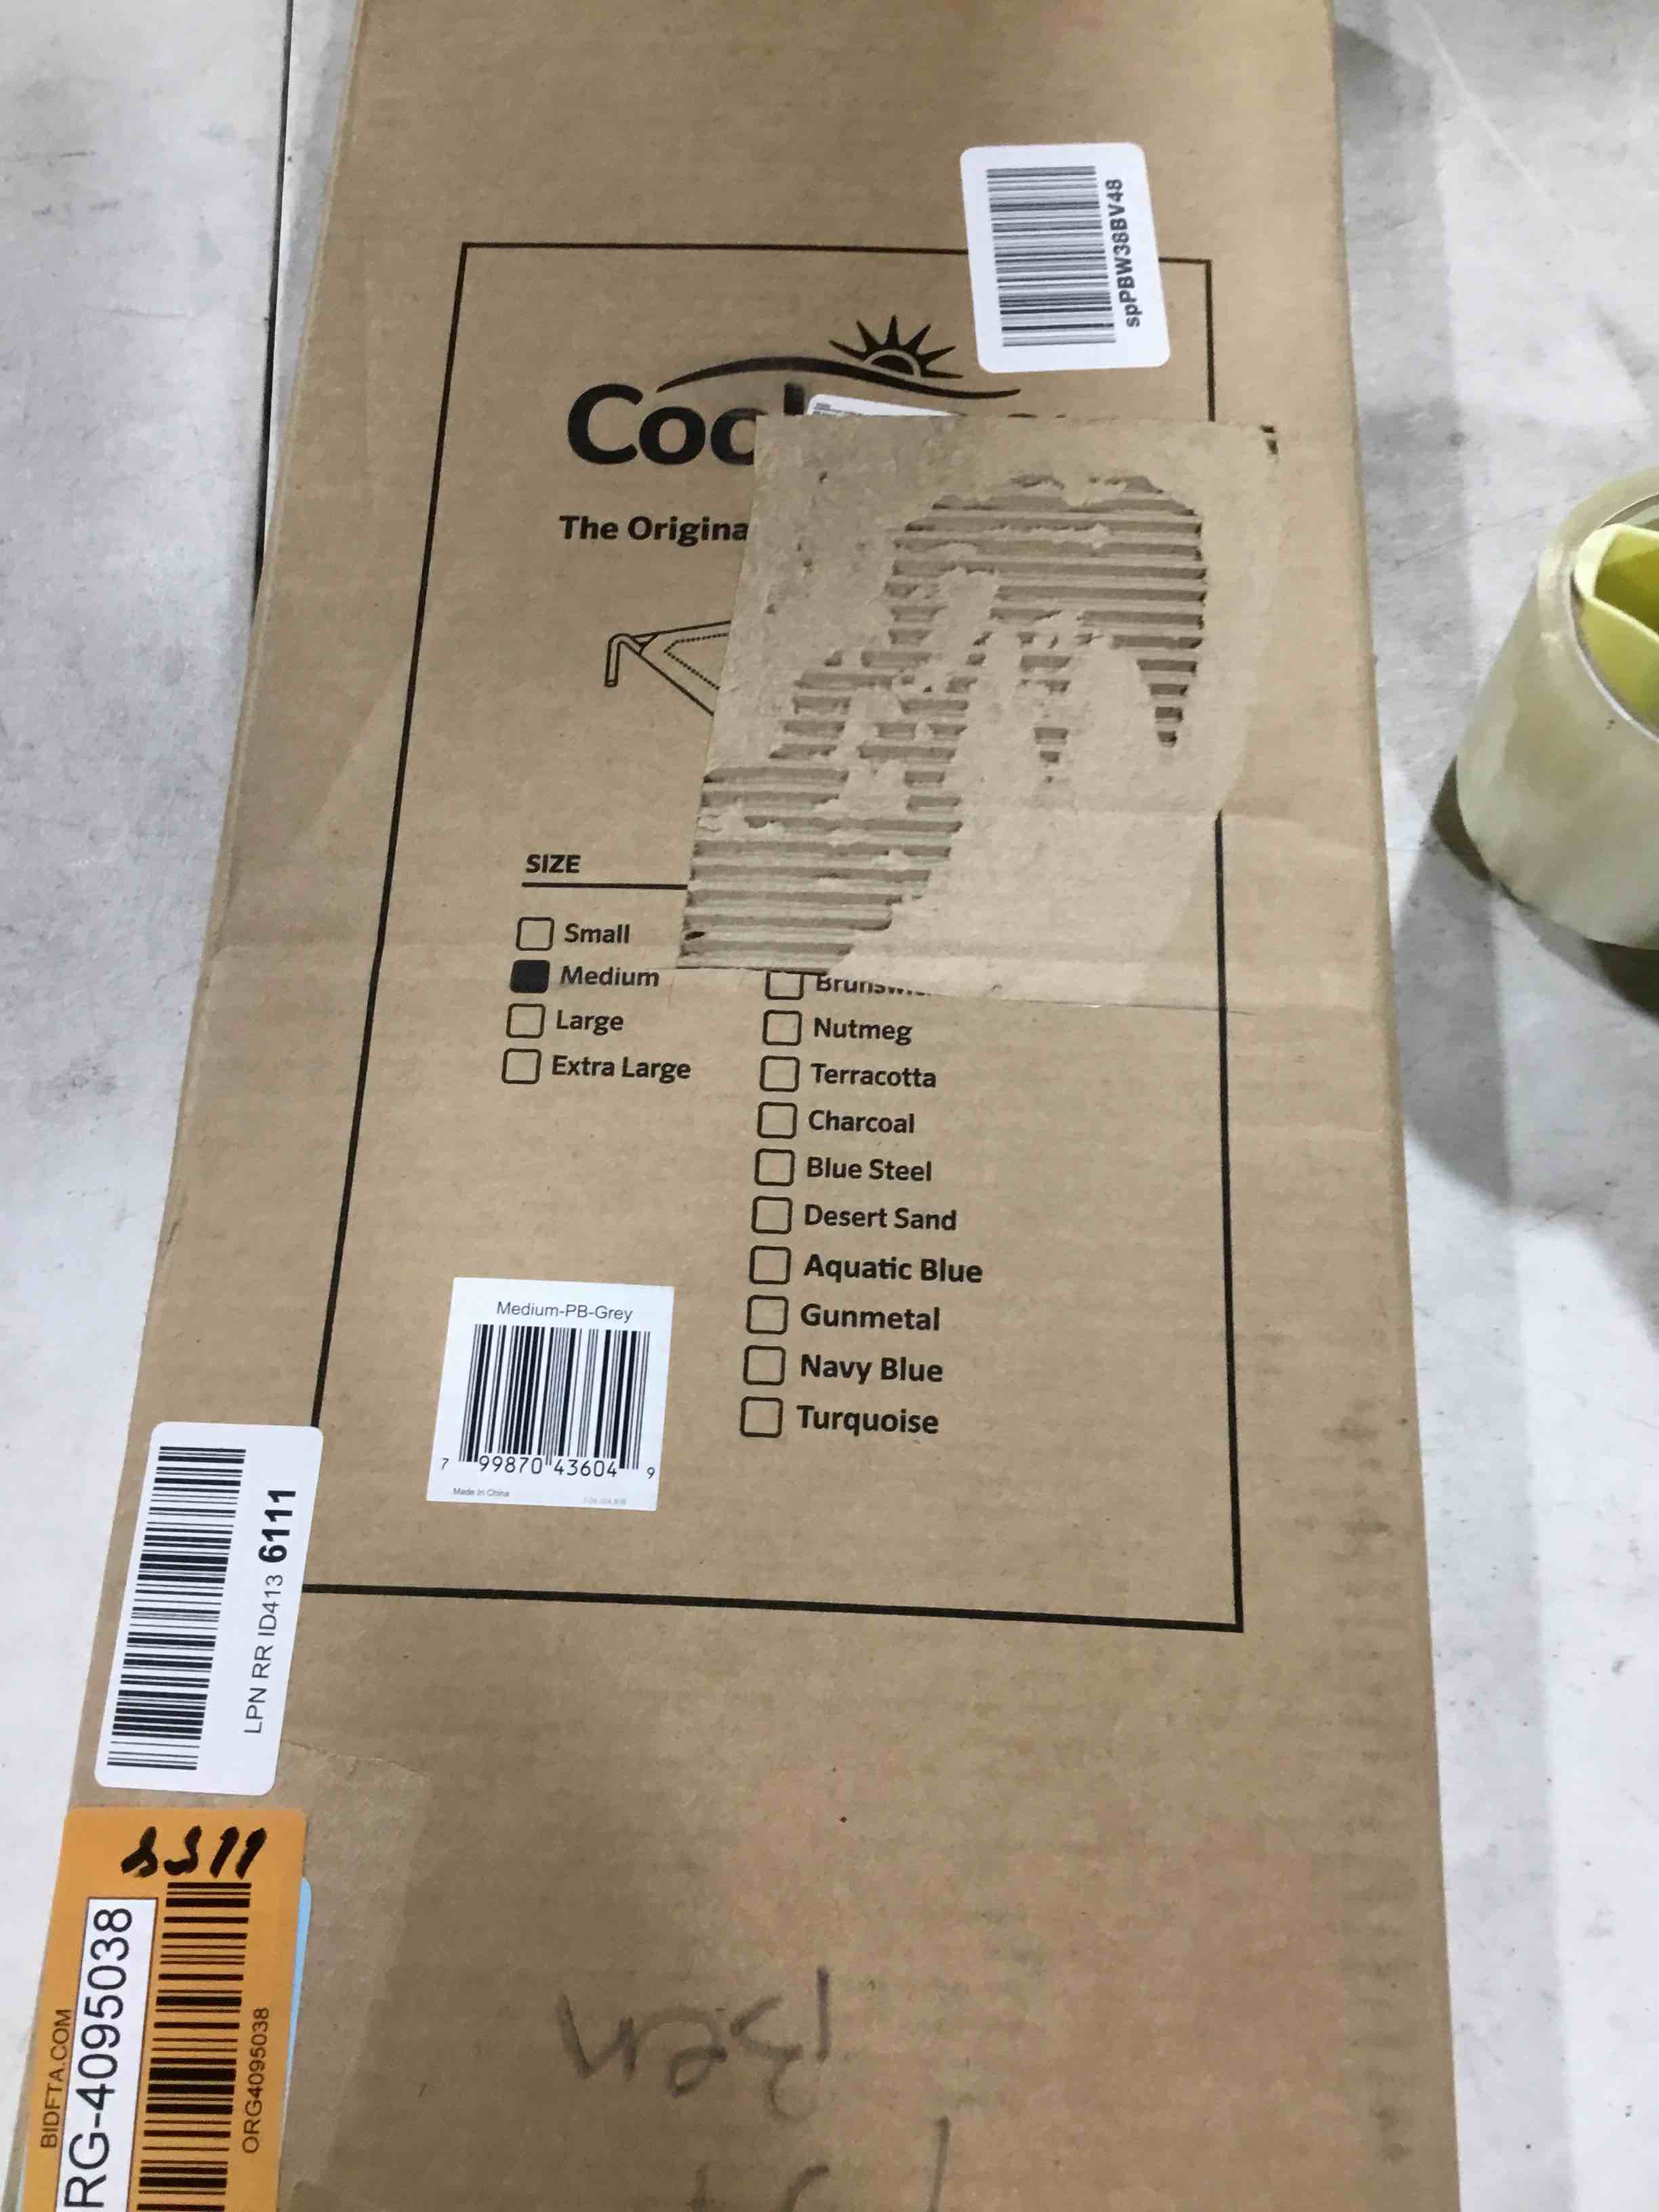 spPBW38BV48
The Origina
SIZE
Small
Medium
Large
Extra Large
Nutmeg
Terracotta
Charcoal
Blue Steel
Desert Sand
Aquatic Blue
Gunmetal
Navy Blue
Turquoise
Medium-PB-Grey
7 99870 43604 9
Made in China
LPN RR ID413 6111
BIDFTA.COM
RG-4095038
ORG4095038
Ben